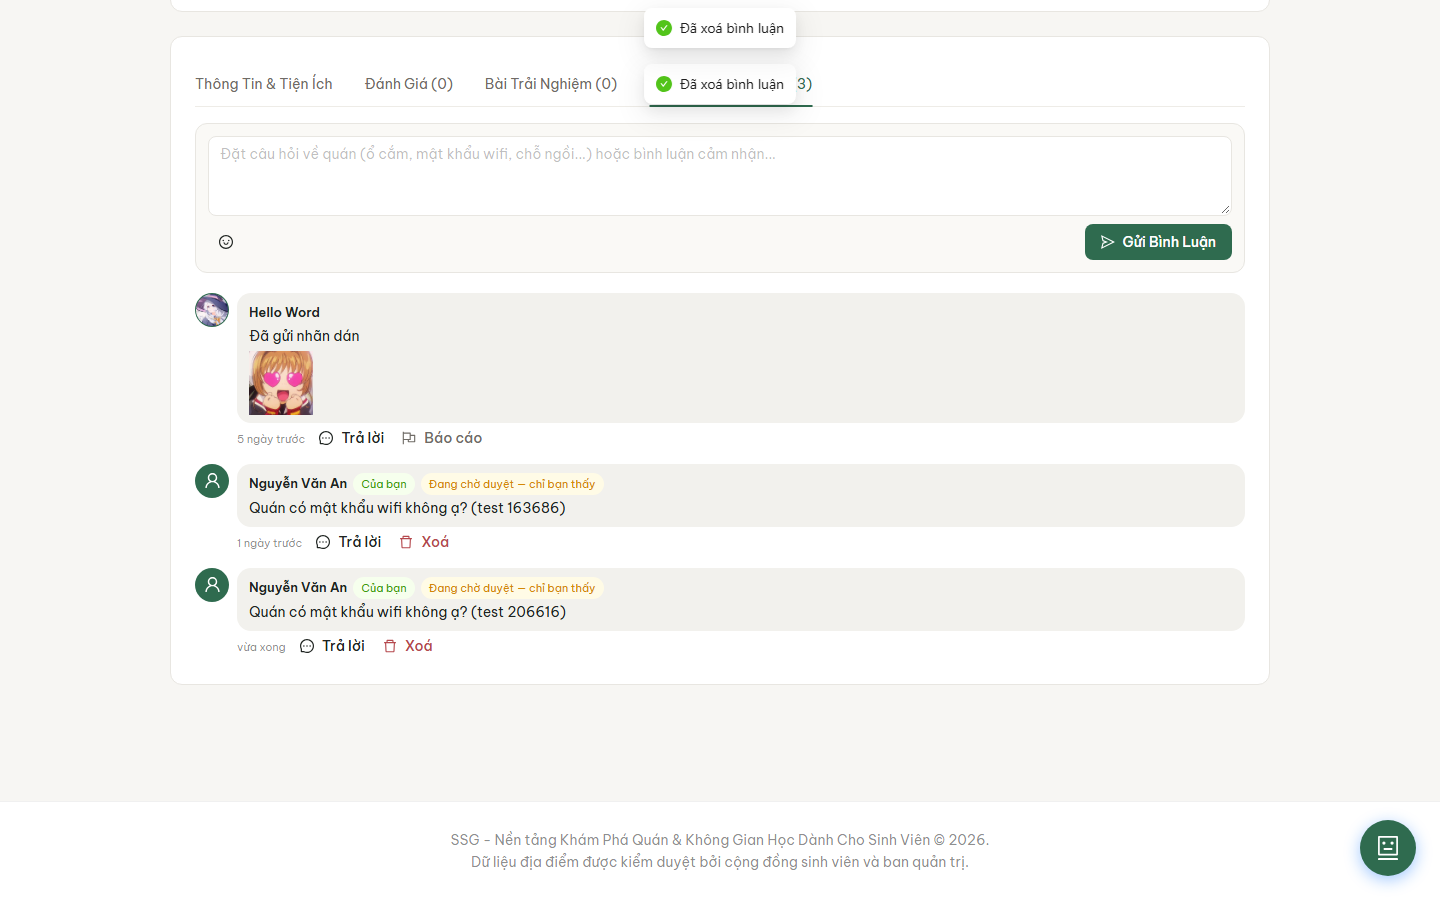 Đã xoá bình luận
Thông Tin & Tiện Ích
Đánh Giá (0)
Bài Trải Nghiệm (0)
Đã xoá bình luận
3)
Đặt câu hỏi về quán (ổ cắm, mật khẩu wifi, chỗ ngồi...) hoặc bình luận cảm nhận...
Gửi Bình Luận
Hello Word
Đã gửi nhãn dán
5 ngày trước Trả lời Báo cáo
Nguyễn Văn An Của bạn Đang chờ duyệt — chỉ bạn thấy
Quán có mật khẩu wifi không ạ? (test 163686)
1 ngày trước Trả lời Xoá
Nguyễn Văn An Của bạn Đang chờ duyệt — chỉ bạn thấy
Quán có mật khẩu wifi không ạ? (test 206616)
vừa xong Trả lời Xoá
SSG - Nền tảng Khám Phá Quán & Không Gian Học Dành Cho Sinh Viên © 2026.
Dữ liệu địa điểm được kiểm duyệt bởi cộng đồng sinh viên và ban quản trị.